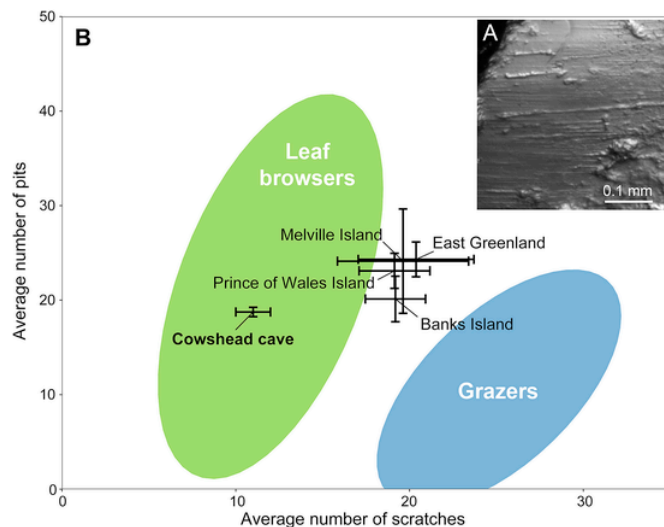 B
A
0.1 mm
Leaf
browsers
Melville Island
East Greenland
Prince of Wales Island
Banks Island
Cowshead cave
Grazers
50
40
30
20
10
0
Average number of pits
0
10
20
30
Average number of scratches